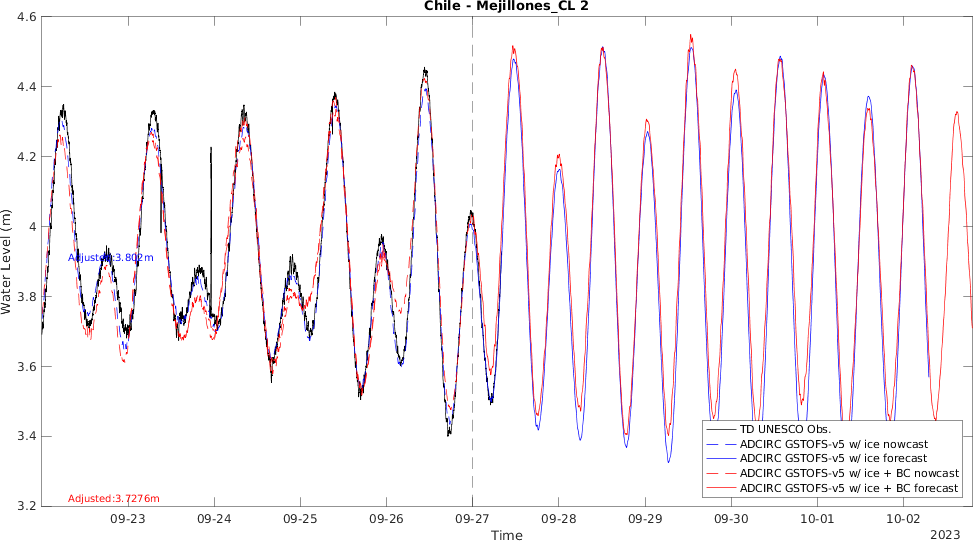 Chile - Mejillones_CL 2
4.6
4.4
4.2
4
3.8
3.6
3.4
3.2
Water Level (m)
Adjusted:3.802m
Adjusted:3.7276m
TD UNESCO Obs.
ADCIRC GSTOFS-v5 w/ ice nowcast
ADCIRC GSTOFS-v5 w/ ice forecast
ADCIRC GSTOFS-v5 w/ ice + BC nowcast
ADCIRC GSTOFS-v5 w/ ice + BC forecast
09-23 09-24 09-25 09-26 09-27 09-28 09-29 09-30 10-01 10-02
Time
2023